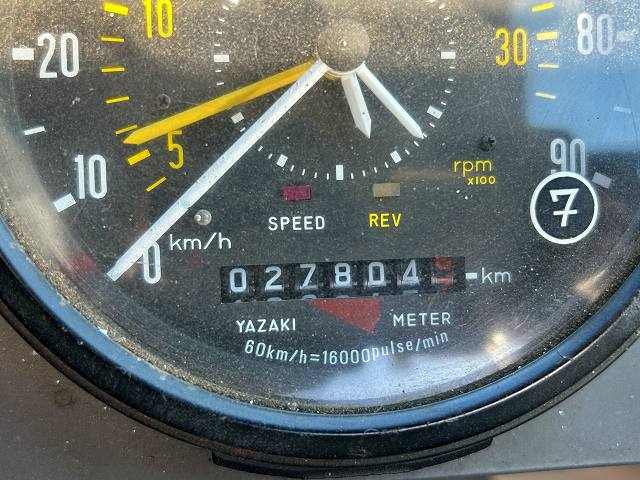 10
20
30
80
5
10
rpm
x100
90
7
SPEED
REV
km/h
0
027804
km
YAZAKI
METER
60km/h=16000pulse/min